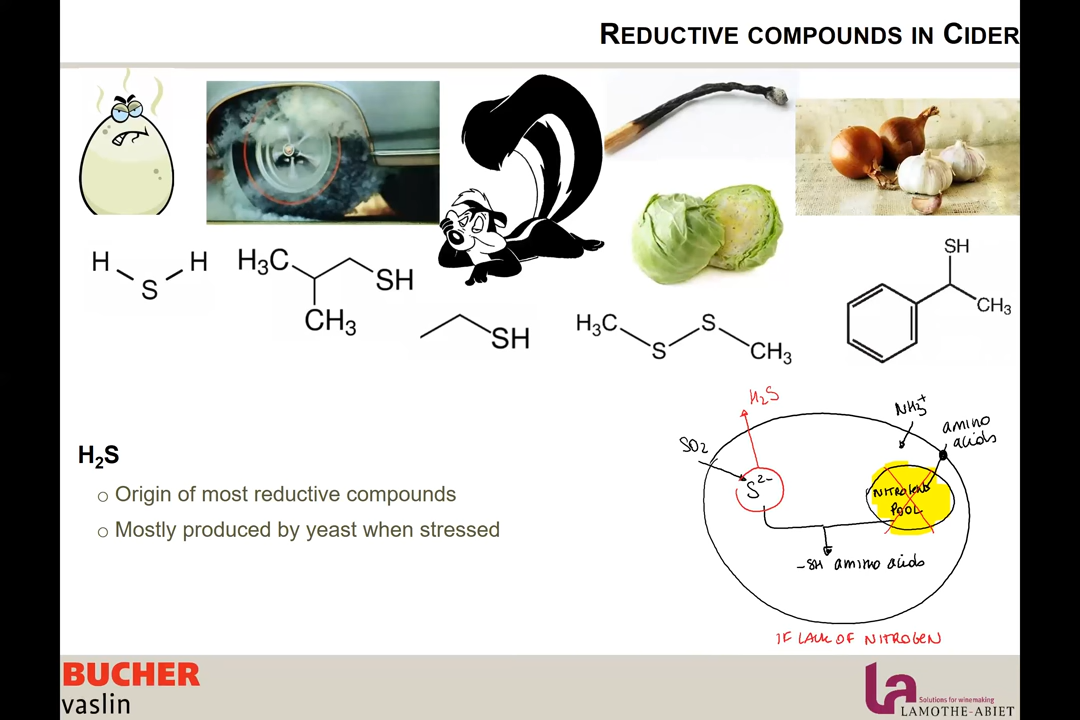 REDUCTIVE COMPOUNDS IN CIDER
H S H
H3C SH
CH3
SH
H3C S S CH3
SH
CH3
H2S
Origin of most reductive compounds
Mostly produced by yeast when stressed
H2S
NH3+
amino
acids
SO2
S2-
NITROGENS
POOL
-SH amino acids
IF LACK OF NITROGEN
BUCHER
vaslin
La
Solutions for winemaking
LAMOTHE-ABIET